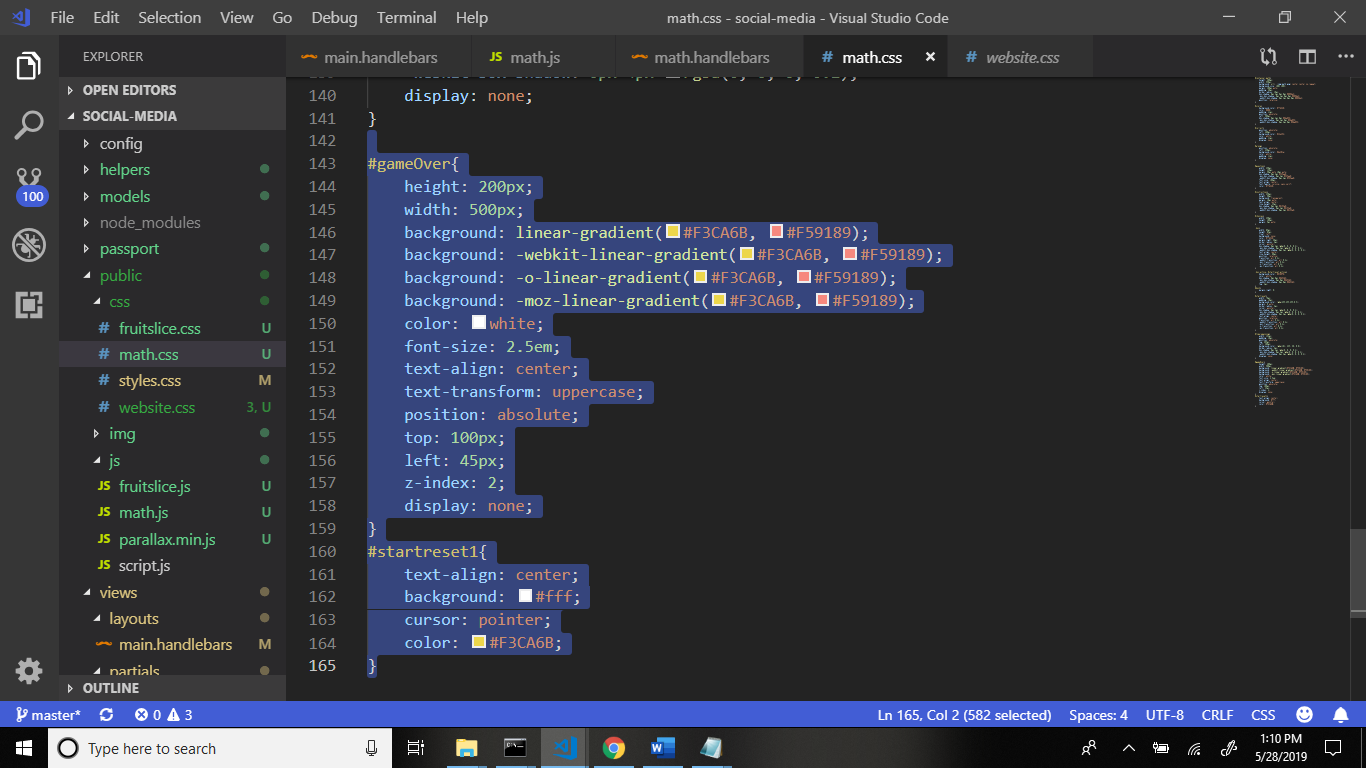 File Edit Selection View Go Debug Terminal Help math.css - social-media - Visual Studio Code
EXPLORER
OPEN EDITORS
SOCIAL-MEDIA
config
helpers
models
node_modules
passport
public
css
# fruitslice.css U
# math.css U
# styles.css M
# website.css 3, U
img
js
JS fruitslice.js U
JS math.js U
JS parallax.min.js U
JS script.js
views
layouts
main.handlebars M
partials
OUTLINE
100
main.handlebars JS math.js math.handlebars # math.css # website.css
140 display: none;
141 }
142
143 #gameOver{
144 height: 200px;
145 width: 500px;
146 background: linear-gradient(#F3CA6B, #F59189);
147 background: -webkit-linear-gradient(#F3CA6B, #F59189);
148 background: -o-linear-gradient(#F3CA6B, #F59189);
149 background: -moz-linear-gradient(#F3CA6B, #F59189);
150 color: white;
151 font-size: 2.5em;
152 text-align: center;
153 text-transform: uppercase;
154 position: absolute;
155 top: 100px;
156 left: 45px;
157 z-index: 2;
158 display: none;
159 }
160 #startreset1{
161 text-align: center;
162 background: #fff;
163 cursor: pointer;
164 color: #F3CA6B;
165 }
master* 0 3 Ln 165, Col 2 (582 selected) Spaces: 4 UTF-8 CRLF CSS
Type here to search
1:10 PM
5/28/2019